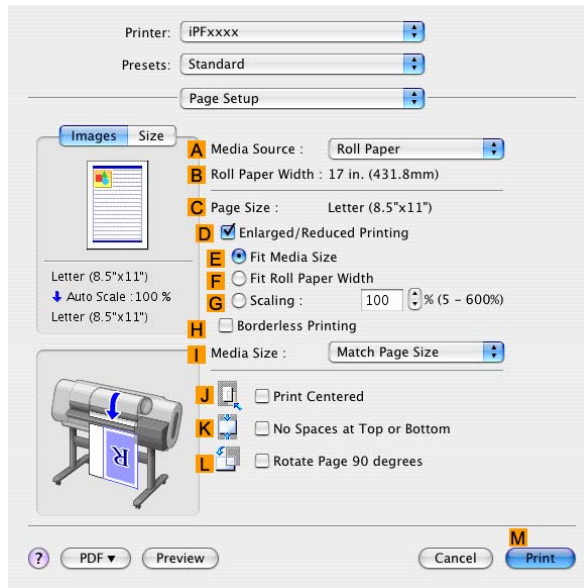 Printer: iPFxxxx
Presets: Standard
Page Setup
Images Size
A Media Source : Roll Paper
B Roll Paper Width : 17 in. (431.8mm)
C Page Size : Letter (8.5"x11")
D Enlarged/Reduced Printing
E Fit Media Size
F Fit Roll Paper Width
G Scaling : 100 % (5 - 600%)
H Borderless Printing
I Media Size : Match Page Size
Letter (8.5"x11")
Auto Scale :100 %
Letter (8.5"x11")
J Print Centered
K No Spaces at Top or Bottom
L Rotate Page 90 degrees
R
M
? PDF Preview Cancel Print